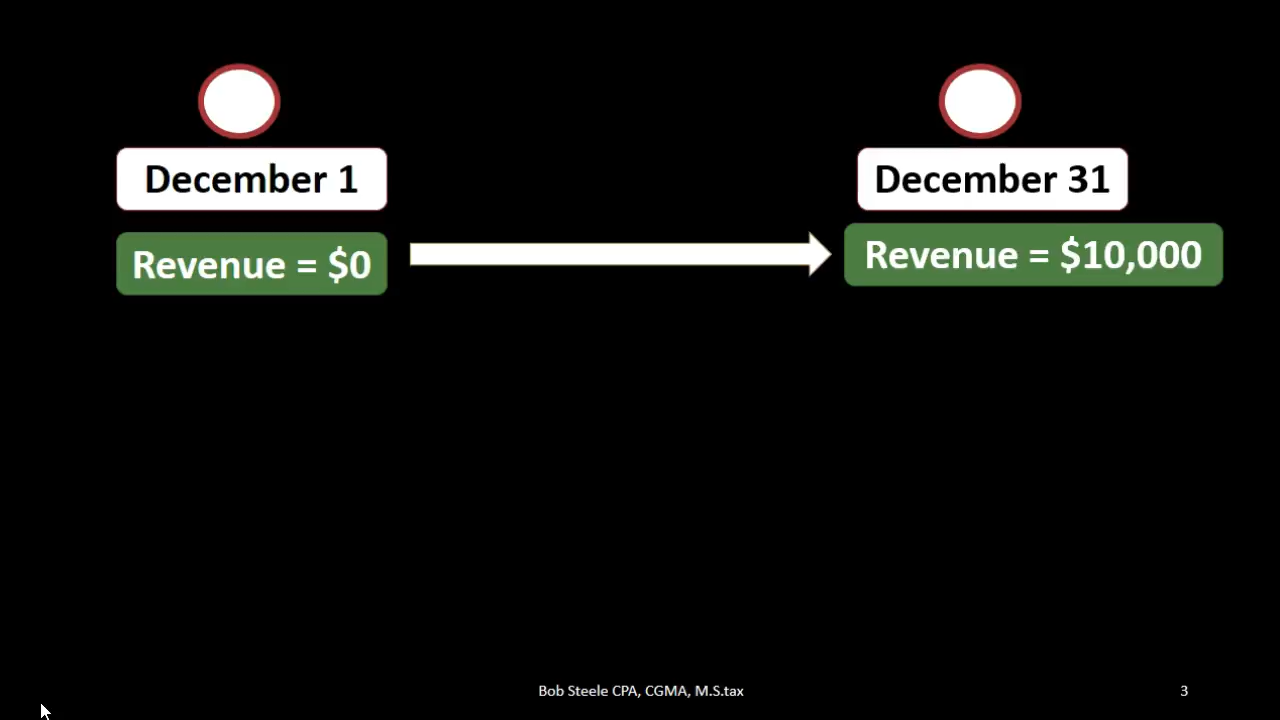 December 1
December 31
Revenue = $0
Revenue = $10,000
Bob Steele CPA, CGMA, M.S.tax
3